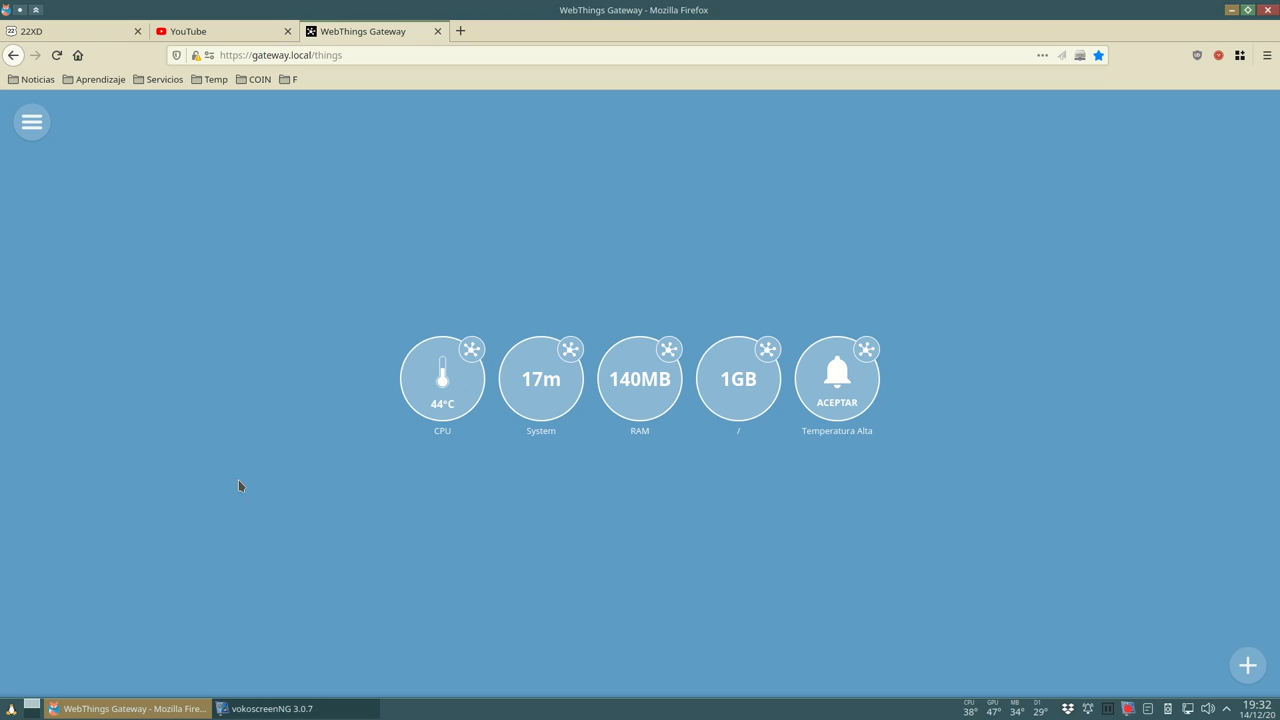 WebThings Gateway - Mozilla Firefox
22 22XD
YouTube
WebThings Gateway
https://gateway.local/things
Noticias Aprendizaje Servicios Temp COIN F
44°C
17m
140MB
1GB
ACEPTAR
CPU
System
RAM
/
Temperatura Alta
WebThings Gateway - Mozilla Fire...
vokoscreenNG 3.0.7
CPU 38°
GPU 47°
MB 34°
D1 29°
19:32
14/12/20